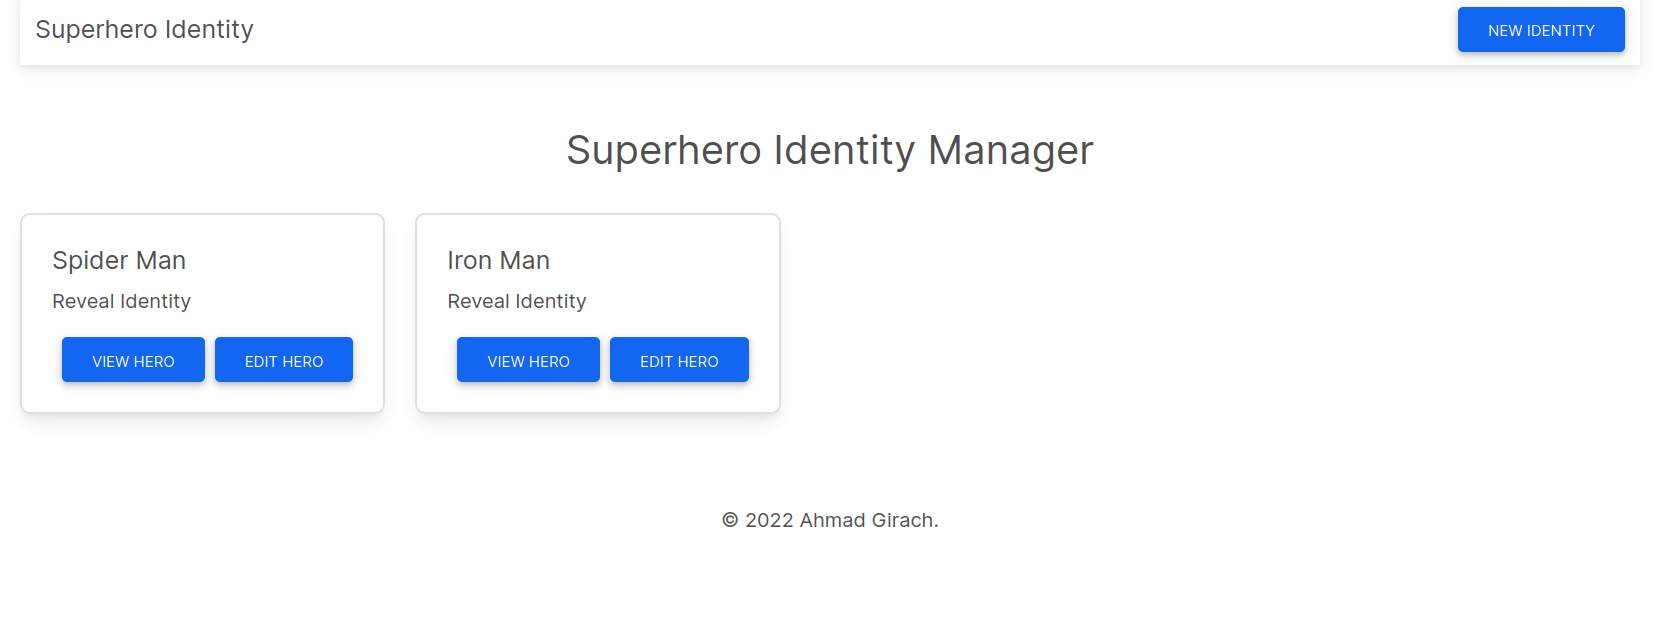 Superhero Identity
NEW IDENTITY
Superhero Identity Manager
Spider Man
Reveal Identity
VIEW HERO
EDIT HERO
Iron Man
Reveal Identity
VIEW HERO
EDIT HERO
© 2022 Ahmad Girach.